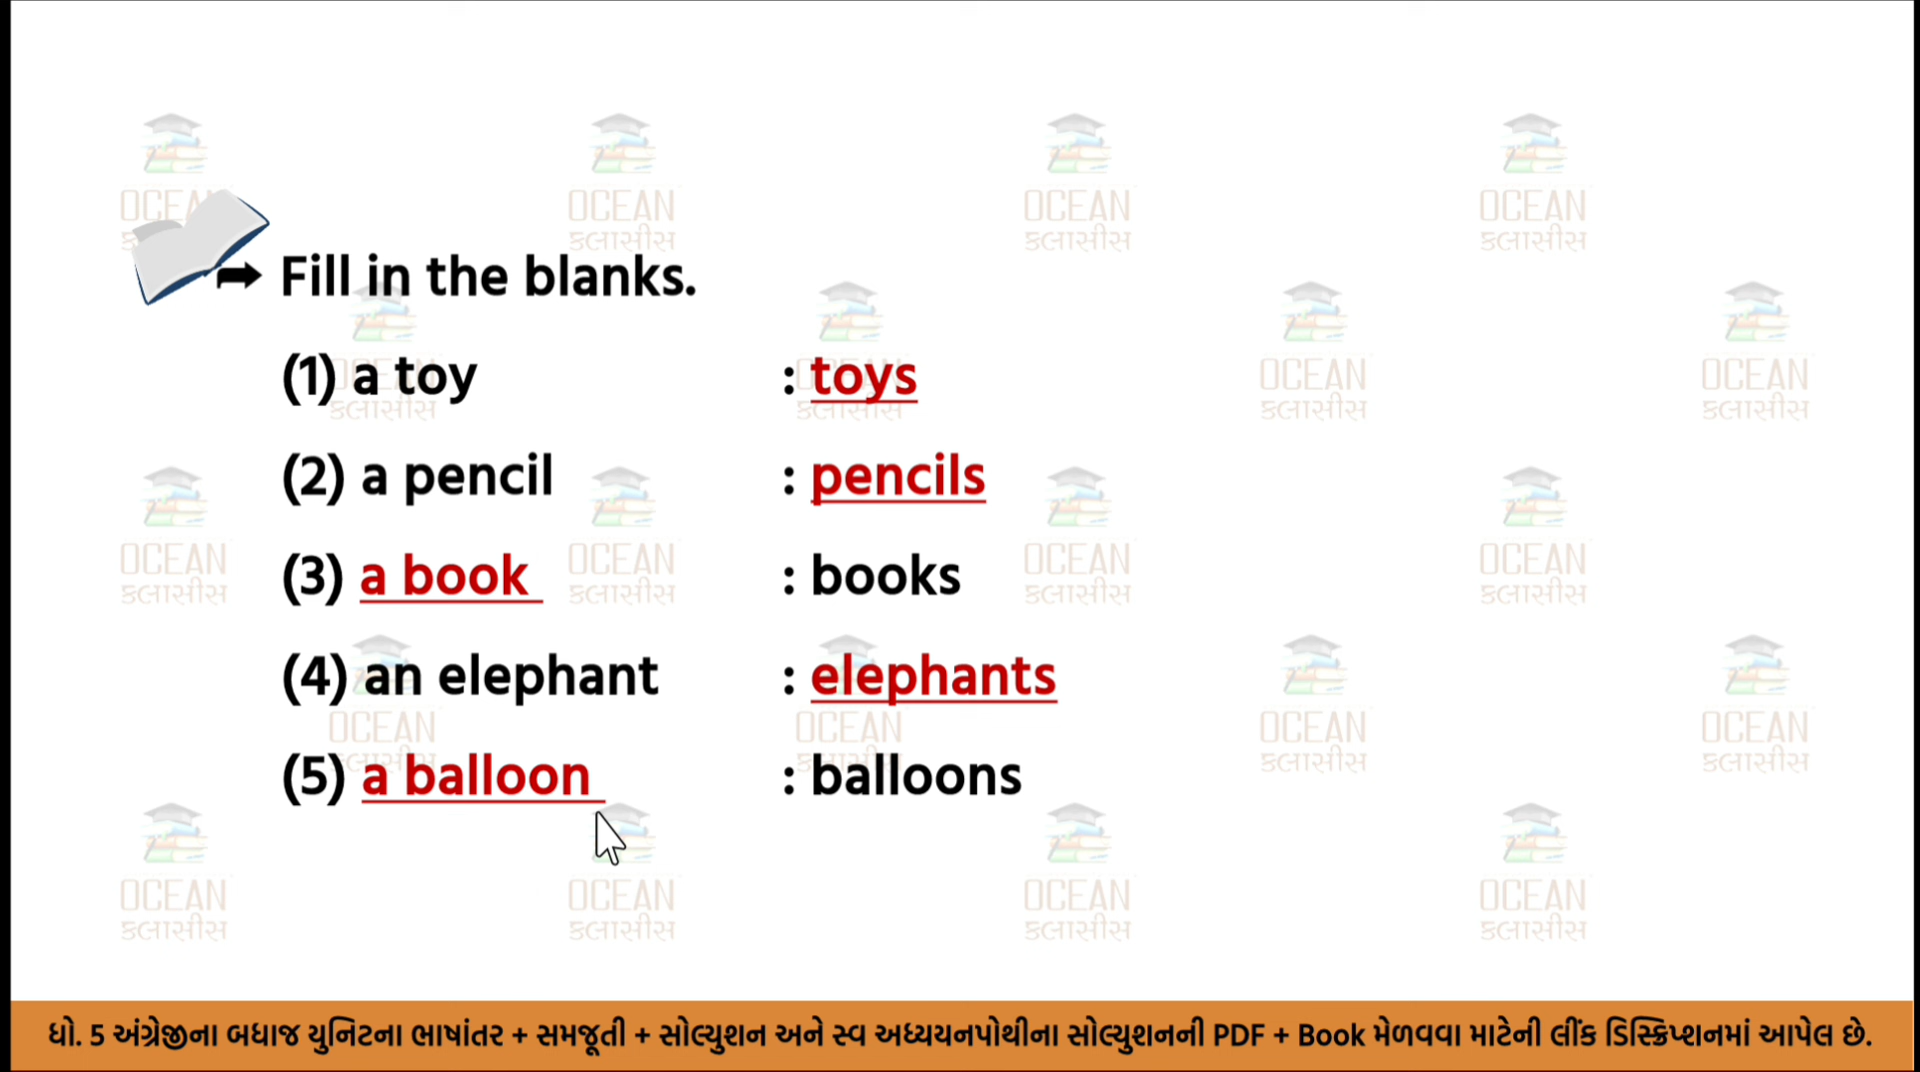 Fill in the blanks.
(1) a toy : toys
(2) a pencil : pencils
(3) a book : books
(4) an elephant : elephants
(5) a balloon : balloons
OCEAN
ક્લાસીસ
ધો. 5 અંગ્રેજીના બધાજ યુનિટના ભાષાંતર + સમજૂતી + સોલ્યુશન અને સ્વ અધ્યયનપોથીના સોલ્યુશનની PDF + Book મેળવવા માટેની લીંક ડિસ્ક્રિપ્શનમાં આપેલ છે.